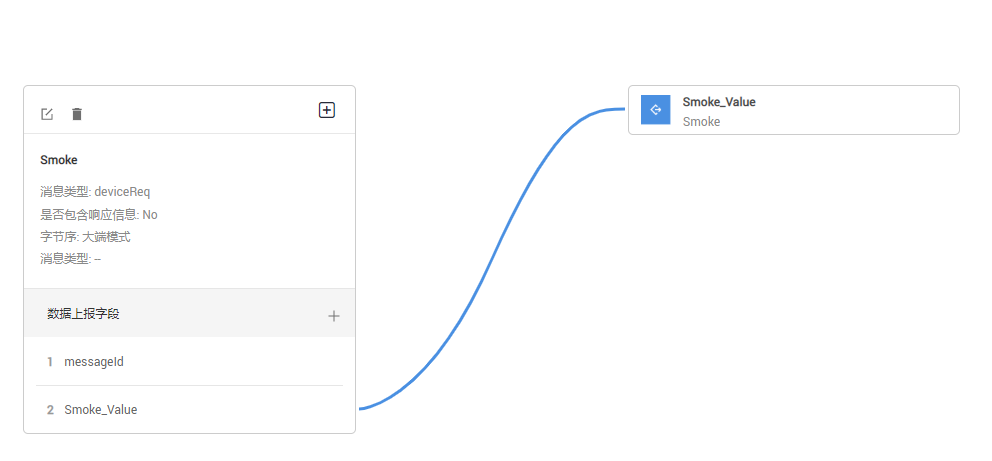 Smoke
消息类型: deviceReq
是否包含响应信息: No
字节序: 大端模式
消息类型: –
数据上报字段
1 messageId
2 Smoke_Value
Smoke_Value
Smoke